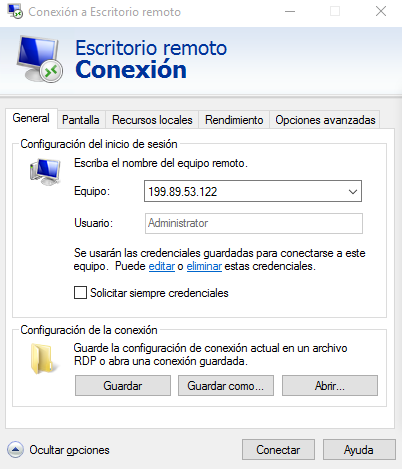 Conexión a Escritorio remoto
Escritorio remoto
Conexión
General Pantalla Recursos locales Rendimiento Opciones avanzadas
Configuración del inicio de sesión
Escriba el nombre del equipo remoto.
Equipo: 199.89.53.122
Usuario: Administrator
Se usarán las credenciales guardadas para conectarse a este
equipo. Puede editar o eliminar estas credenciales.
Solicitar siempre credenciales
Configuración de la conexión
Guarde la configuración de conexión actual en un archivo
RDP o abra una conexión guardada.
Guardar Guardar como... Abrir...
Ocultar opciones Conectar Ayuda